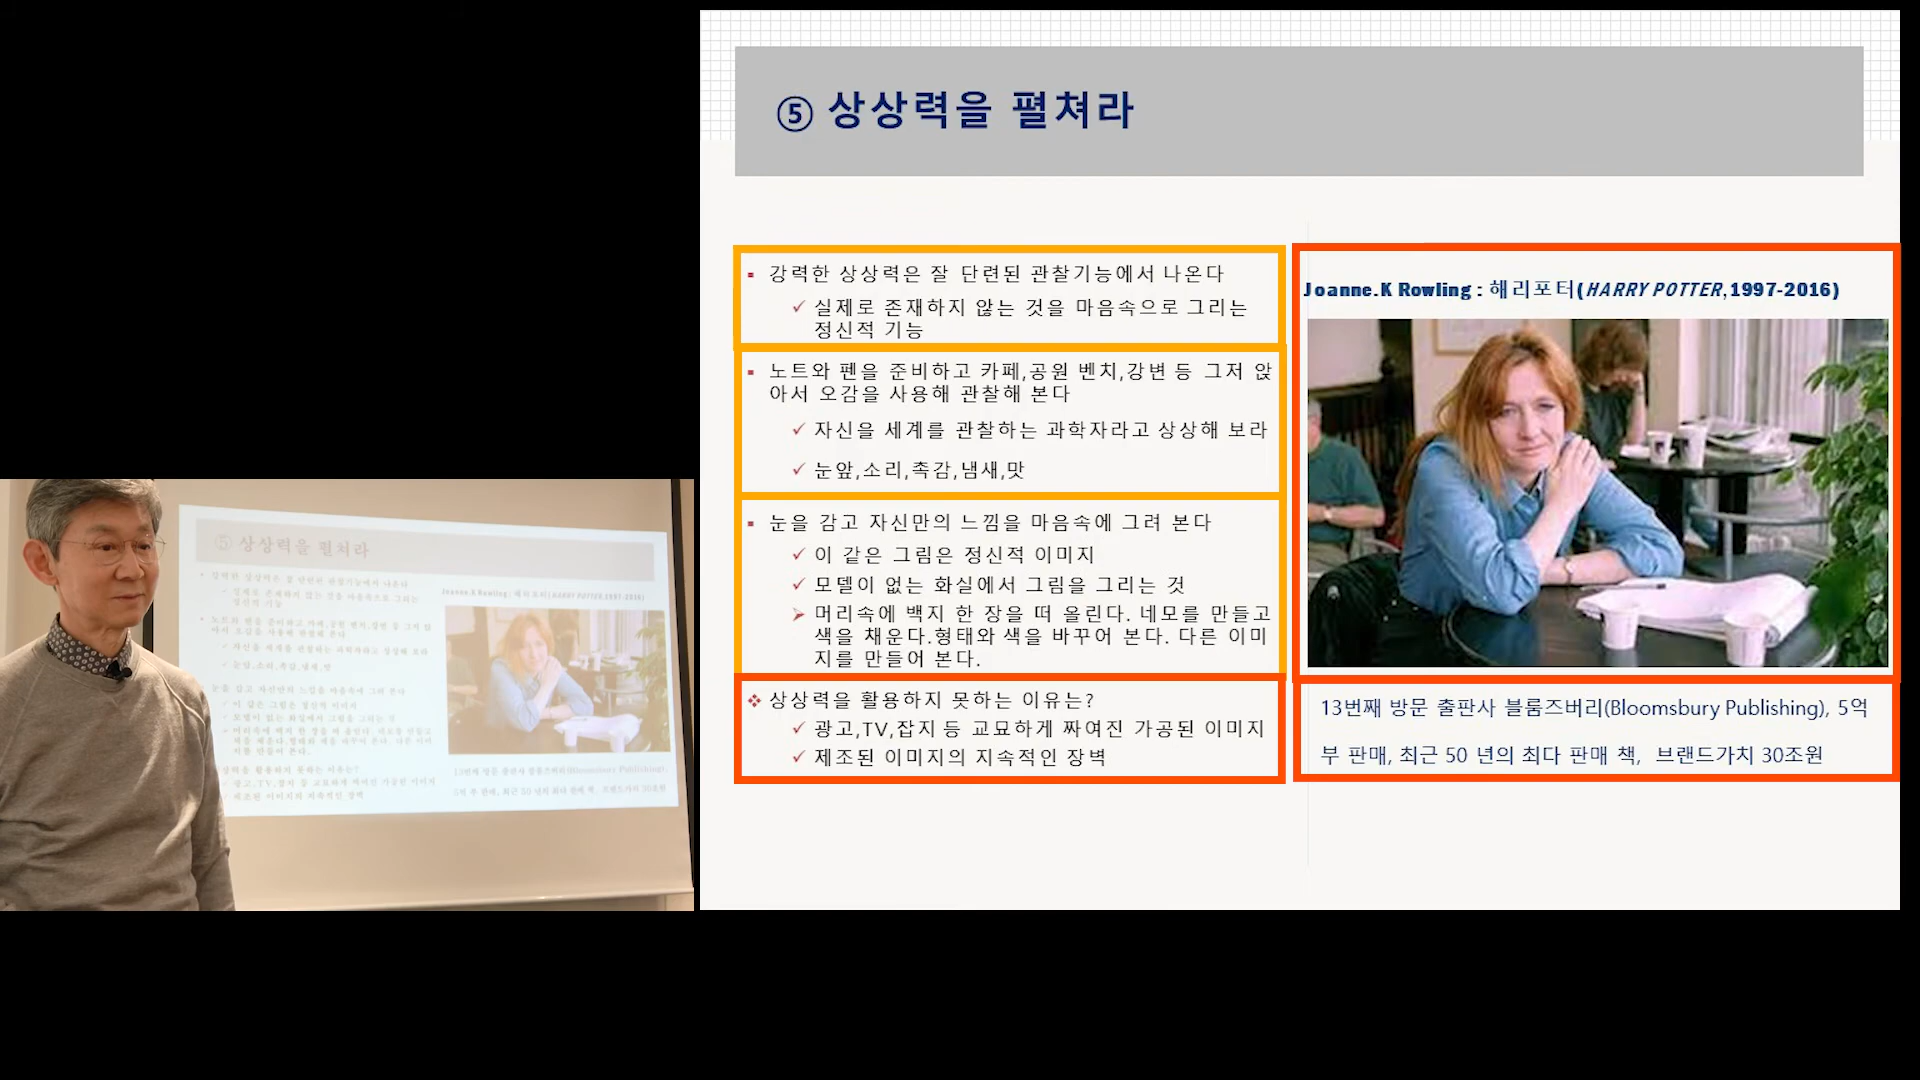 ⑤ 상상력을 펼쳐라
▪ 강력한 상상력은 잘 단련된 관찰기능에서 나온다
✓ 실제로 존재하지 않는 것을 마음속으로 그리는
정신적 기능
▪ 노트와 펜을 준비하고 카페,공원 벤치,강변 등 그저 앉
아서 오감을 사용해 관찰해 본다
✓ 자신을 세계를 관찰하는 과학자라고 상상해 보라
✓ 눈앞,소리,촉감,냄새,맛
▪ 눈을 감고 자신만의 느낌을 마음속에 그려 본다
✓ 이 같은 그림은 정신적 이미지
✓ 모델이 없는 화실에서 그림을 그리는 것
➢ 머리속에 백지 한 장을 떠 올린다. 네모를 만들고
색을 채운다.형태와 색을 바꾸어 본다. 다른 이미
지를 만들어 본다.
❖ 상상력을 활용하지 못하는 이유는?
✓ 광고,TV,잡지 등 교묘하게 짜여진 가공된 이미지
✓ 제조된 이미지의 지속적인 장벽
Joanne.K Rowling : 해리포터(HARRY POTTER,1997-2016)
13번째 방문 출판사 블룸즈버리(Bloomsbury Publishing), 5억
부 판매, 최근 50 년의 최다 판매 책, 브랜드가치 30조원
⑤ 상상력을 펼쳐라